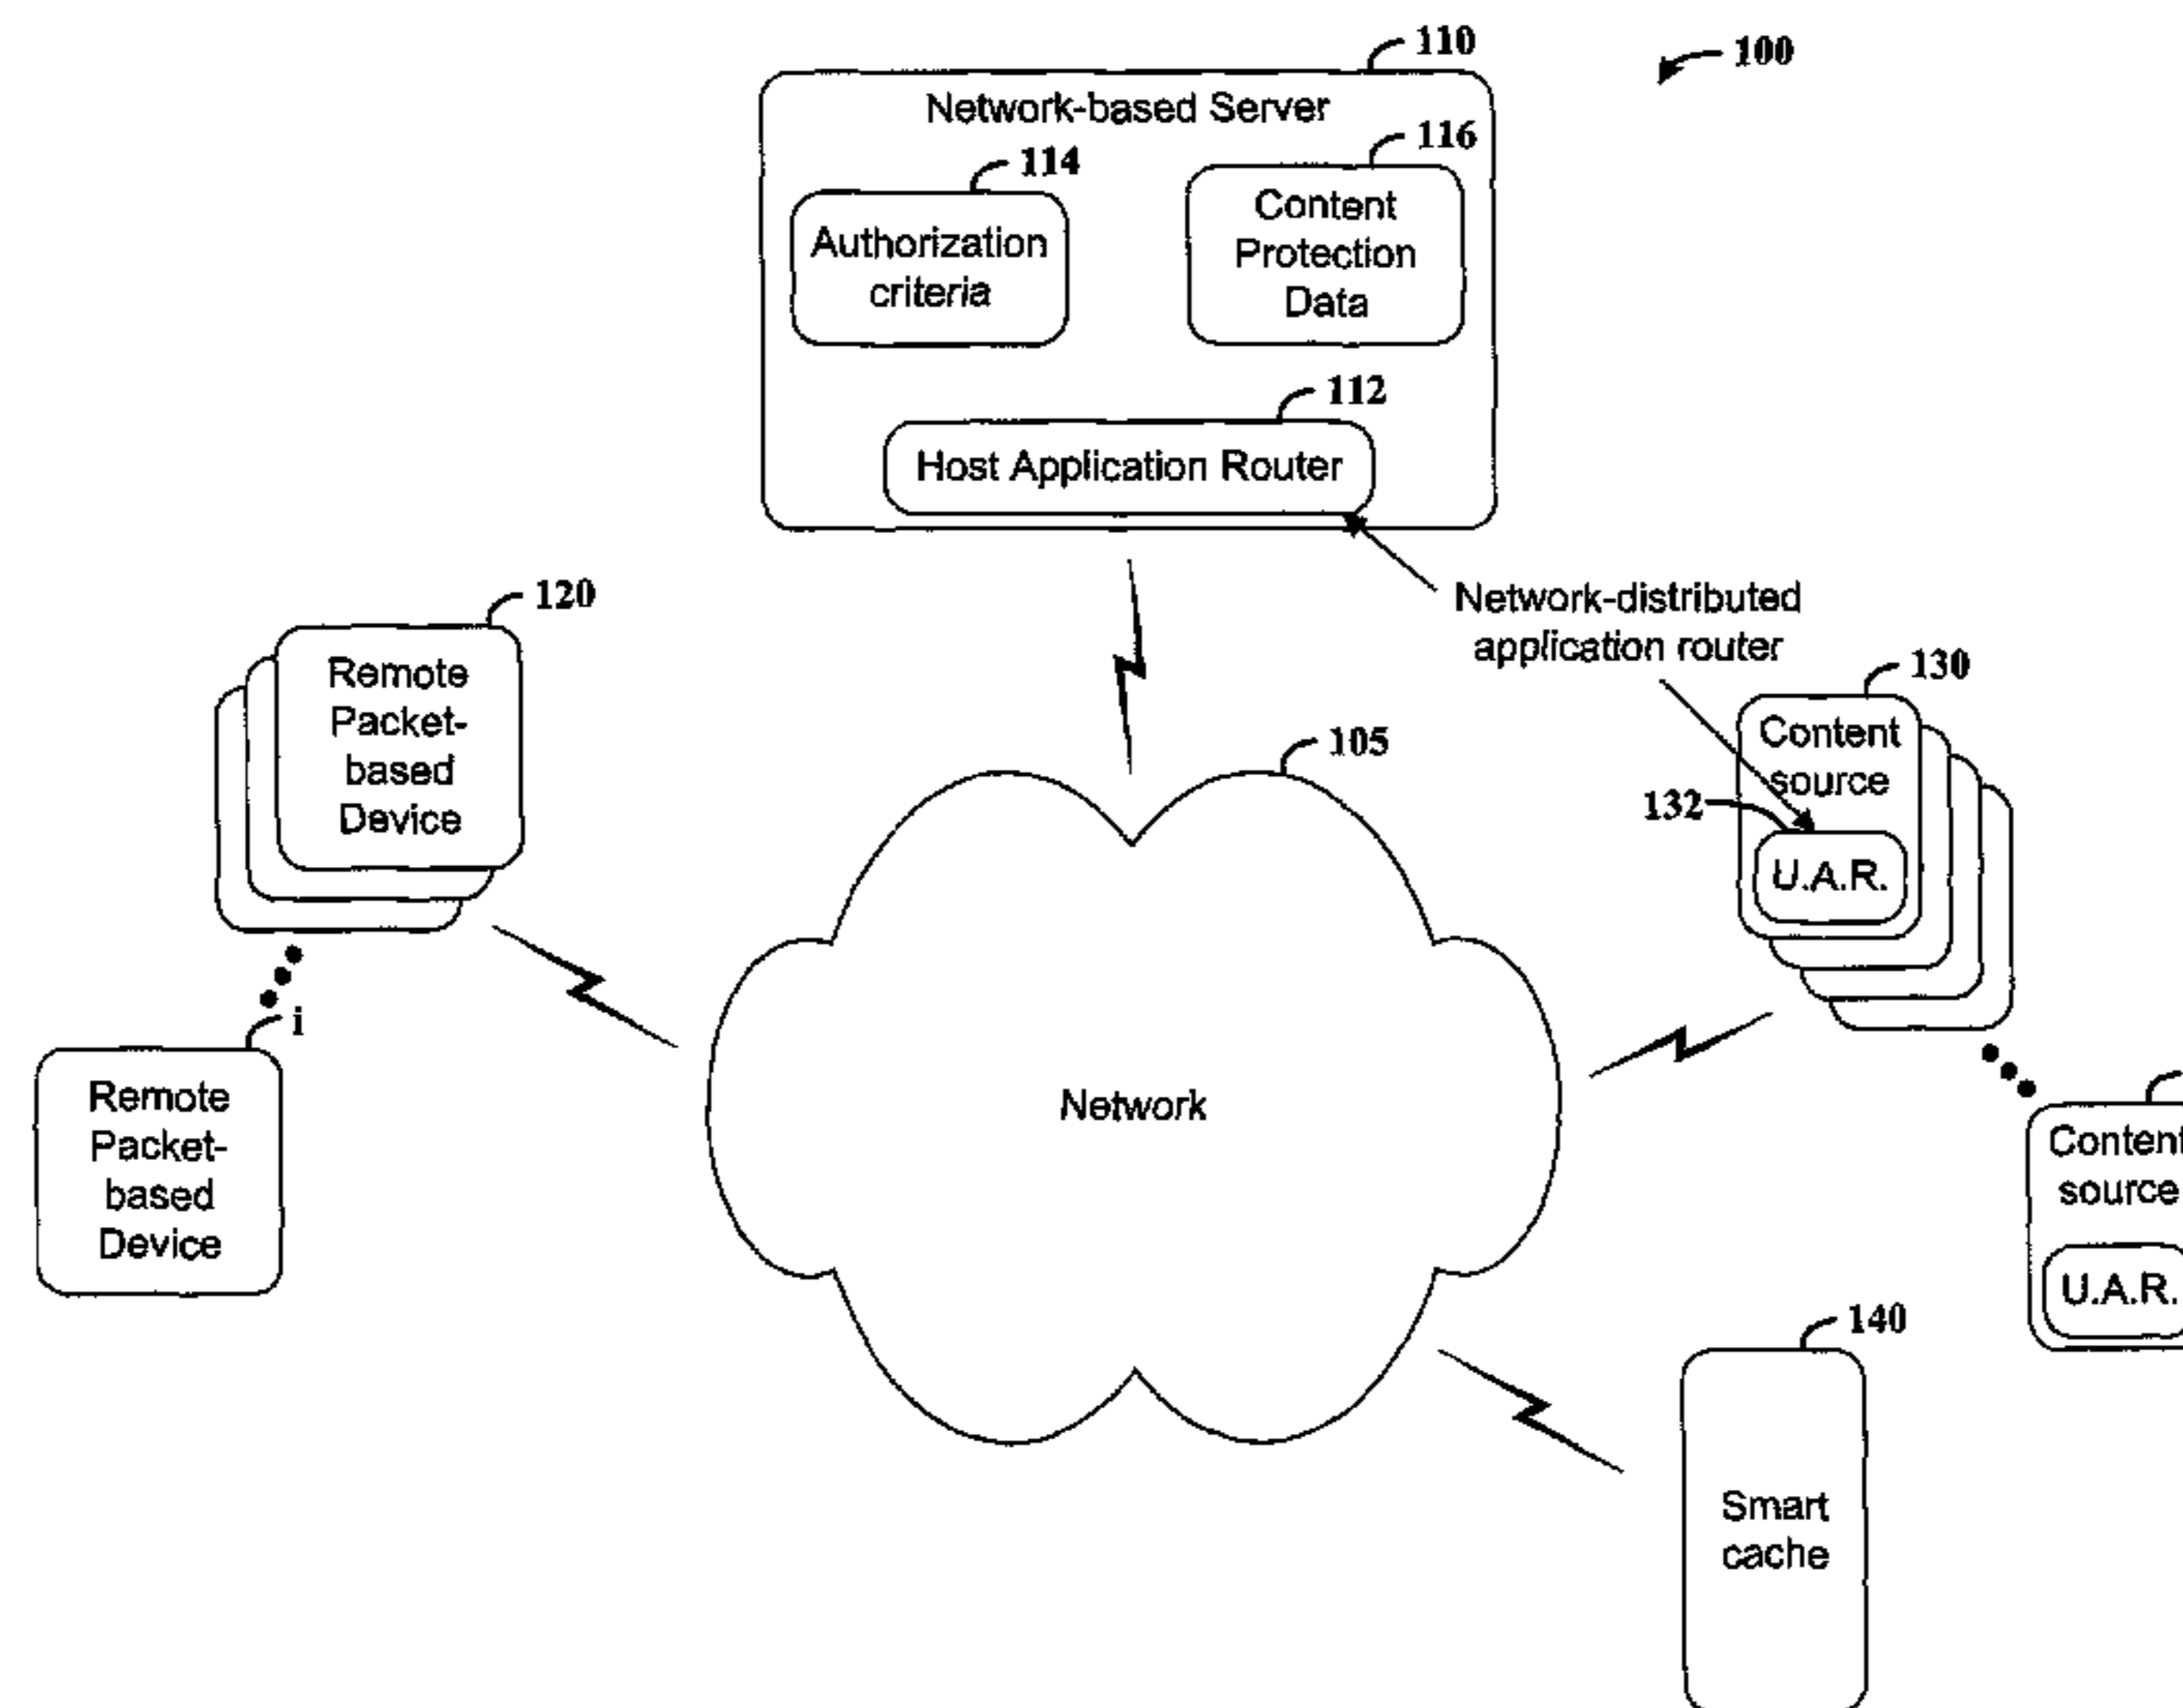 110
100
Network-based Server
116
114
Content
Protection
Data
Authorization
criteria
112
Host Application Router
120
Network-distributed
application router
Remote
Packet-
based
Device
130
Content
source
132
U.A.R.
105
i
Remote
Packet-
based
Device
Network
Content
source
U.A.R.
140
Smart
cache